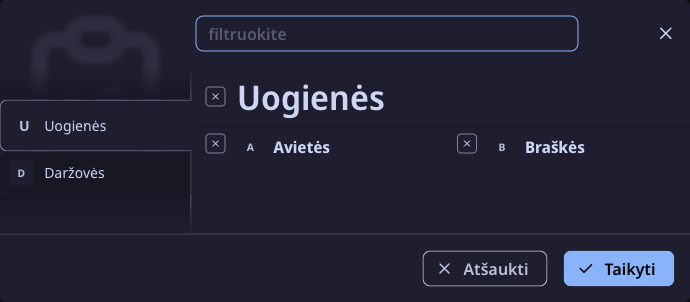 filtruokite
Uogienės
U Uogienės
A Avietės
B Braškės
D Daržovės
Atšaukti
Taikyti